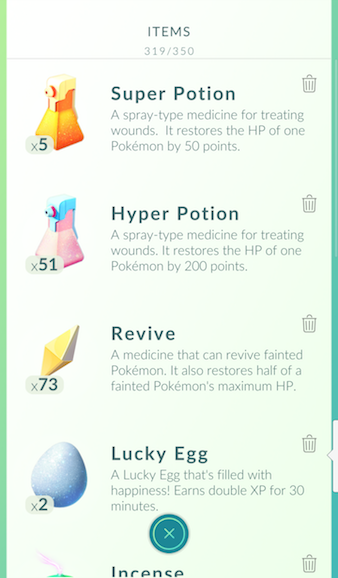 ITEMS
319/350
Super Potion
A spray-type medicine for treating
wounds. It restores the HP of one
Pokémon by 50 points.
x5
Hyper Potion
A spray-type medicine for treating
wounds. It restores the HP of one
Pokémon by 200 points.
x51
Revive
A medicine that can revive fainted
Pokémon. It also restores half of a
fainted Pokémon's maximum HP.
x73
Lucky Egg
A Lucky Egg that's filled with
happiness! Earns double XP for 30
minutes.
x2
Incense